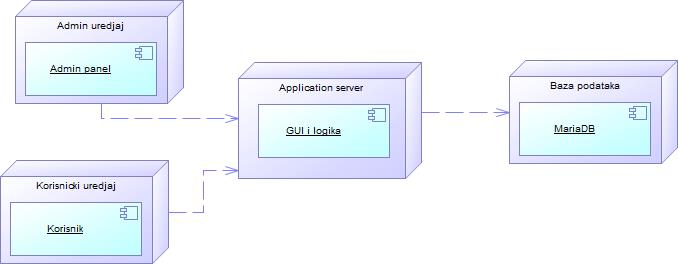 Admin uredjaj
Admin panel
Application server
GUI i logika
Baza podataka
MariaDB
Korisnicki uredjaj
Korisnik